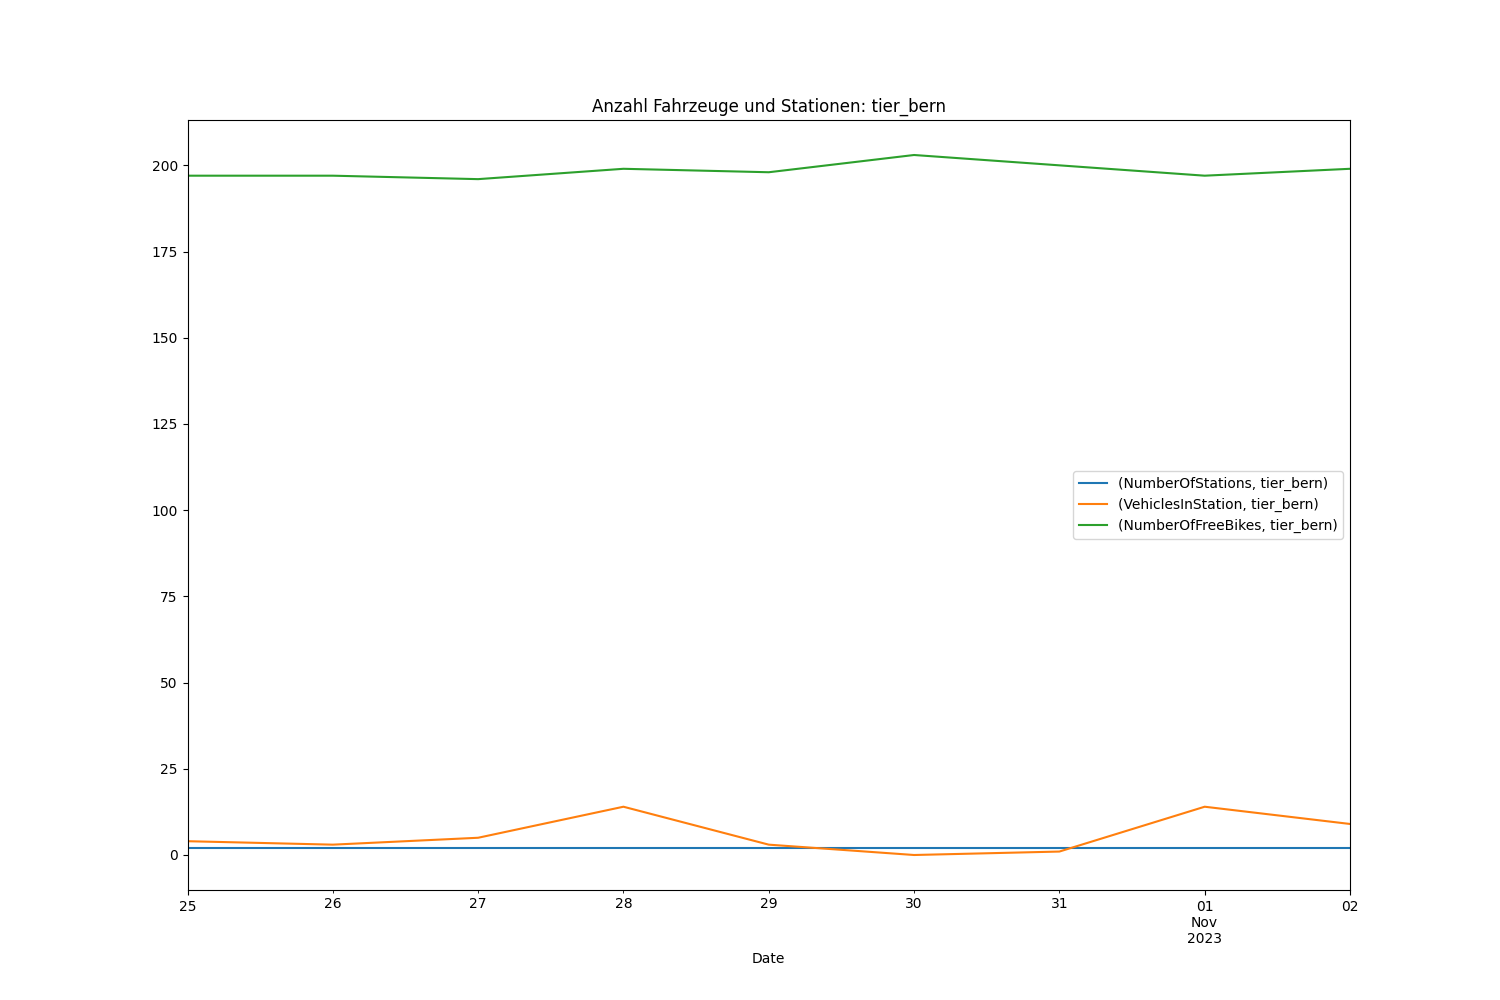 Anzahl Fahrzeuge und Stationen: tier_bern
200
175
150
125
100
75
50
25
0
(NumberOfStations, tier_bern)
(VehiclesInStation, tier_bern)
(NumberOfFreeBikes, tier_bern)
25 26 27 28 29 30 31 01 02
Nov
2023
Date